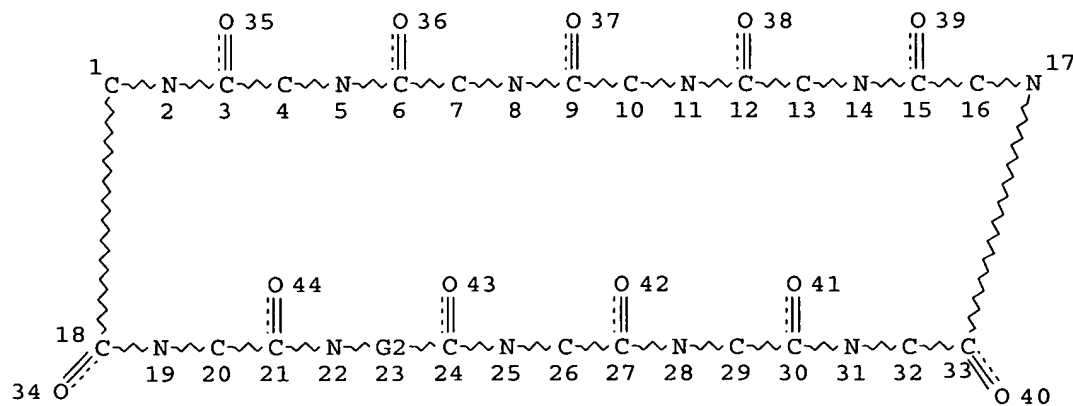 O 35 O 36 O 37 O 38 O 39
1 C N C C N C C N C C N C C N C C N 17
2 3 4 5 6 7 8 9 10 11 12 13 14 15 16
O 44 O 43 O 42 O 41
18 C N C C N G2 C N C C N C C N C C
34 O 19 20 21 22 23 24 25 26 27 28 29 30 31 32 33 O 40